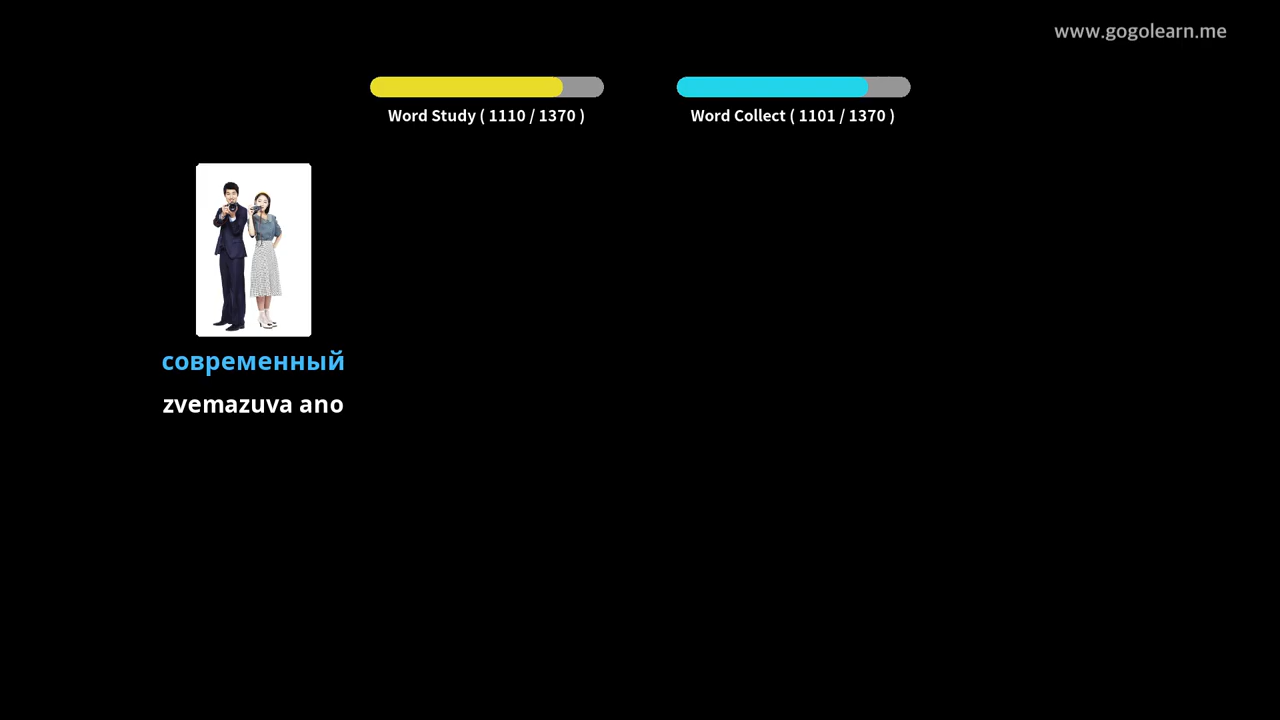 www.gogolearn.me
Word Study ( 1110 / 1370 )
Word Collect ( 1101 / 1370 )
современный
zvemazuva ano